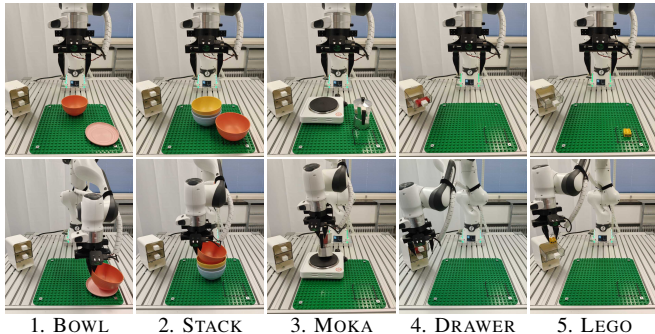 1. BOWL
2. STACK
3. MOKA
4. DRAWER
5. LEGO